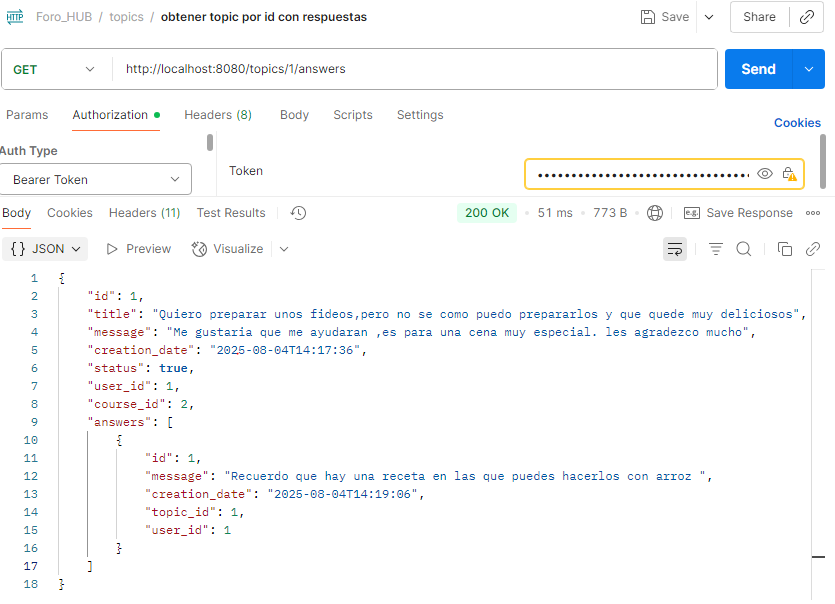 HTTP Foro_HUB / topics / obtener topic por id con respuestas Save Share
GET http://localhost:8080/topics/1/answers Send
Params Authorization Headers (8) Body Scripts Settings
Cookies
Auth Type
Bearer Token
Token
Body Cookies Headers (11) Test Results 200 OK 51 ms 773 B e.g. Save Response
{} JSON Preview Visualize
1 {
2 "id": 1,
3 "title": "Quiero preparar unos fideos,pero no se como puedo prepararlos y que quede muy deliciosos",
4 "message": "Me gustaria que me ayudaran ,es para una cena muy especial. les agradezco mucho",
5 "creation_date": "2025-08-04T14:17:36",
6 "status": true,
7 "user_id": 1,
8 "course_id": 2,
9 "answers": [
10 {
11 "id": 1,
12 "message": "Recuerdo que hay una receta en las que puedes hacerlos con arroz ",
13 "creation_date": "2025-08-04T14:19:06",
14 "topic_id": 1,
15 "user_id": 1
16 }
17 ]
18 }